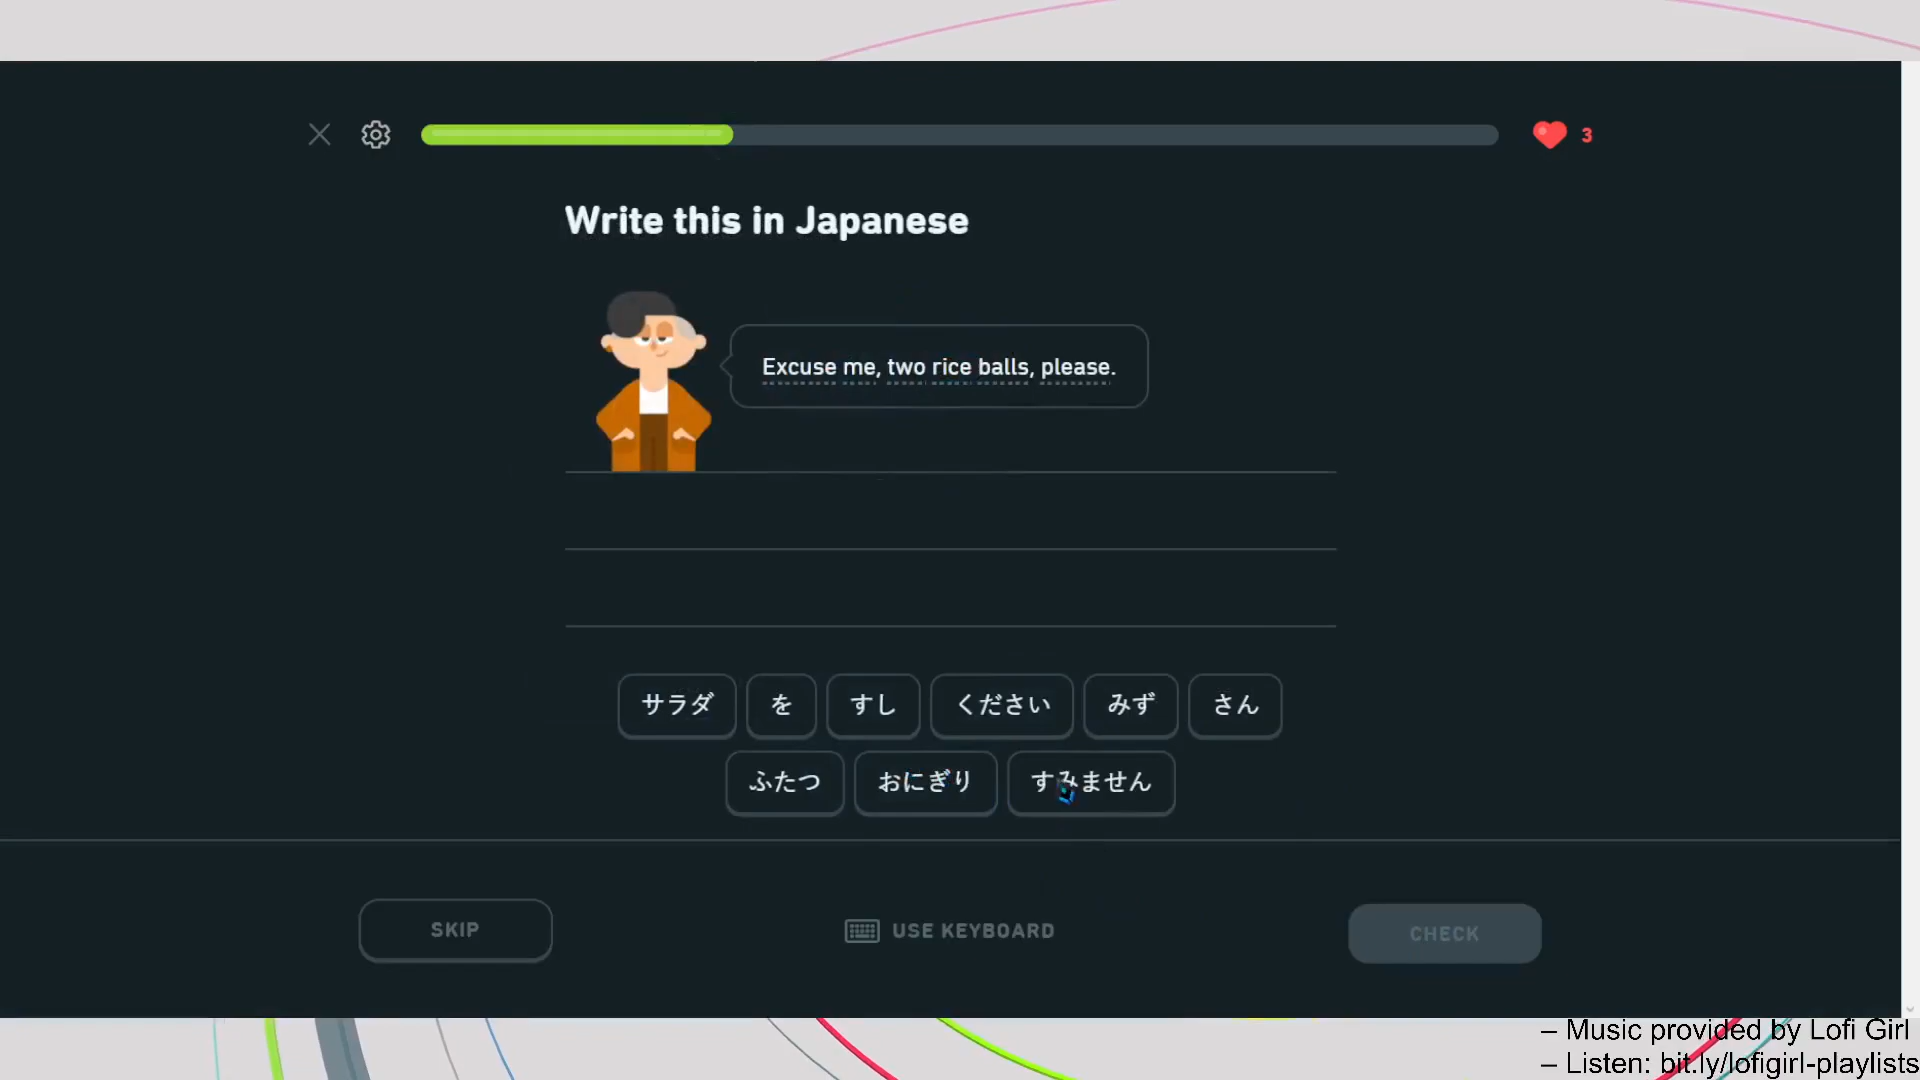 3
Write this in Japanese
Excuse me, two rice balls, please.
サラダ を すし ください みず さん
ふたつ おにぎり すみません
SKIP USE KEYBOARD CHECK
– Music provided by Lofi Girl
– Listen: bit.ly/lofigirl-playlists